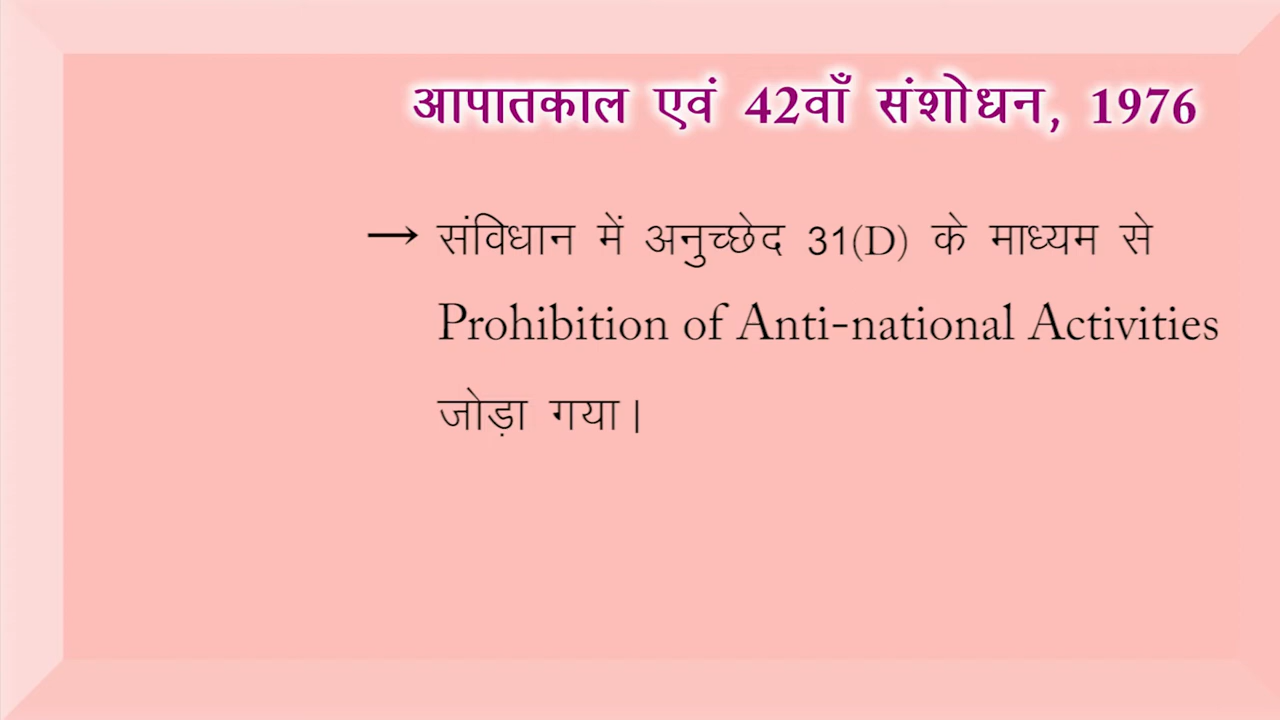 आपातकाल एवं 42वाँ संशोधन, 1976
→ संविधान में अनुच्छेद 31(D) के माध्यम से
Prohibition of Anti-national Activities
जोड़ा गया।